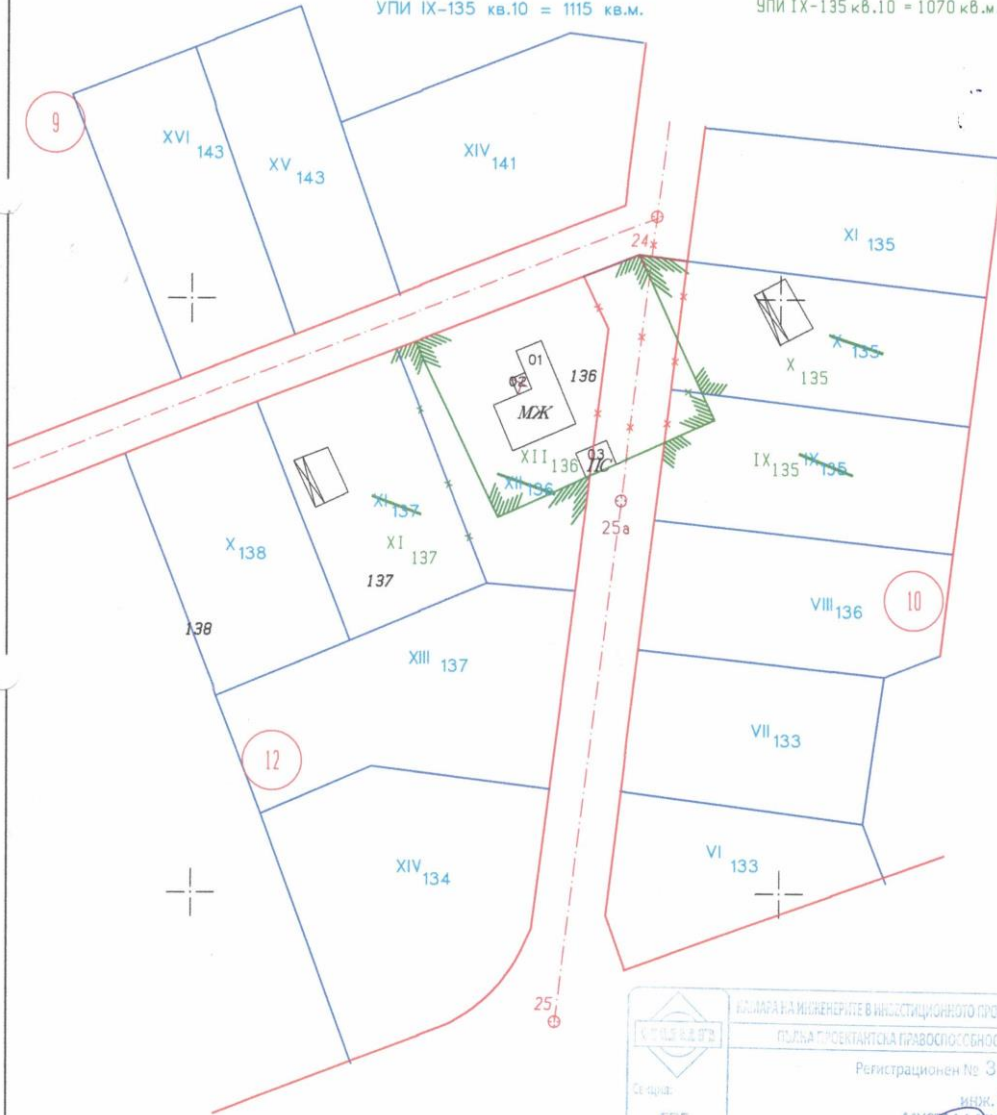 УПИ IX-135 кв.10 = 1115 кв.м.
УПИ IX-135 кв.10 = 1070 кв.м
9
XVI 143
XV 143
XIV 141
24
XI 135
X 135
X 135
01
02
136
МЖ
03
ПС
XII 136
XII 136
IX 135
IX 135
25а
XI 137
XI 137
137
X 138
138
VIII 136
10
XIII 137
VII 133
12
VI 133
XIV 134
25
КАМАРА НА ИНЖЕНЕРИТЕ В ИНВЕСТИЦИОННОТО
ПЪЛНА ПРОЕКТАНТСКА ПРАВОСПОСОБНОС
Регистрационен № 3
Секция:
инж.